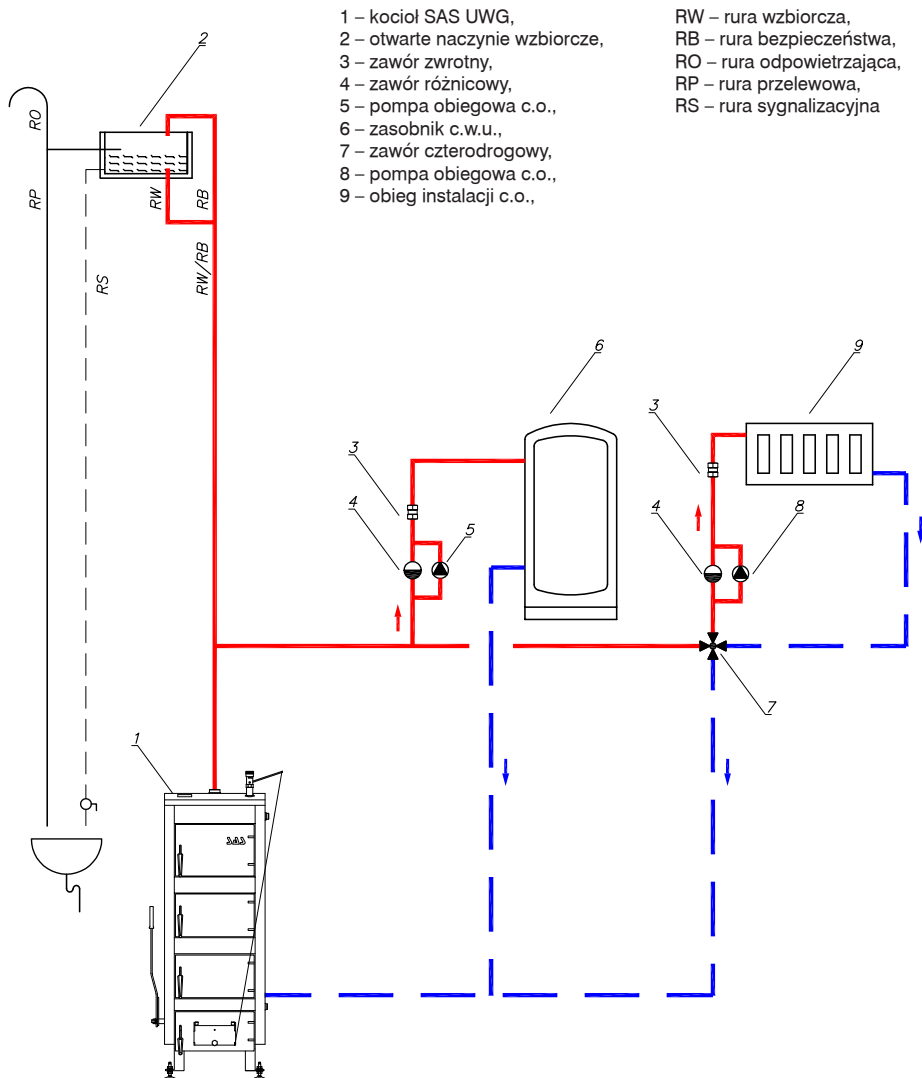 1 – kocioł SAS UWG,
2 – otwarte naczynie wzbiorcze,
3 – zawór zwrotny,
4 – zawór różnicowy,
5 – pompa obiegowa c.o.,
6 – zasobnik c.w.u.,
7 – zawór czterodrogowy,
8 – pompa obiegowa c.o.,
9 – obieg instalacji c.o.,
RW – rura wzbiorcza,
RB – rura bezpieczeństwa,
RO – rura odpowietrzająca,
RP – rura przelewowa,
RS – rura sygnalizacyjna
2
RO
RP
RW
RB
RW/RB
RS
6
9
3
3
4
5
4
8
7
1
SAS